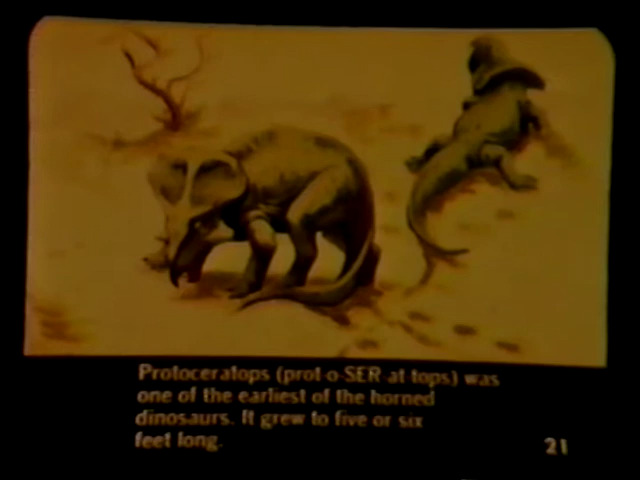 Protoceratops (prot-o-SER-at-tops) was
one of the earliest of the horned
dinosaurs. It grew to five or six
feet long.
21